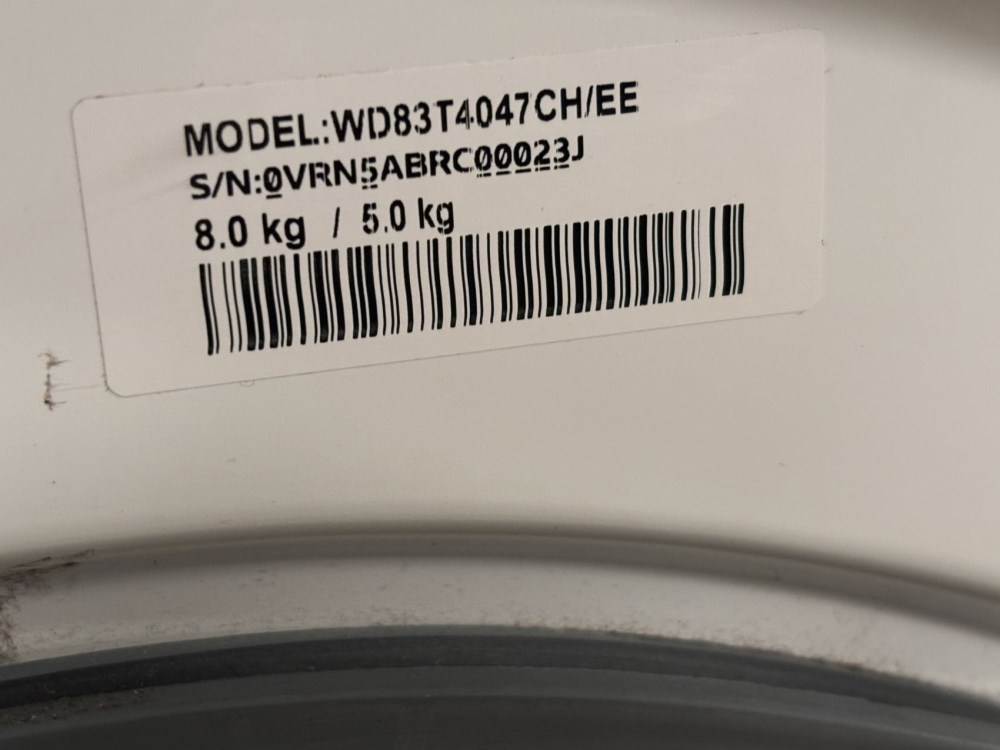 MODEL.:WD83T4047CH/EE
S/N:0VRN5ABRC00023J
8.0 kg / 5.0 kg